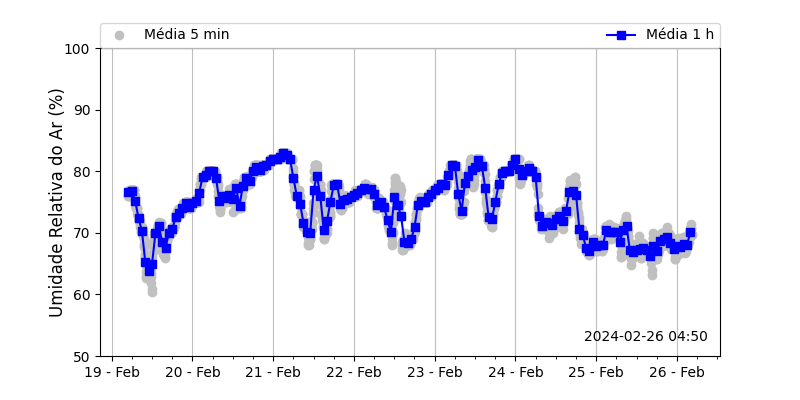 Média 5 min
Média 1 h
Umidade Relativa do Ar (%)
100
90
80
70
60
50
2024-02-26 04:50
19 - Feb
20 - Feb
21 - Feb
22 - Feb
23 - Feb
24 - Feb
25 - Feb
26 - Feb